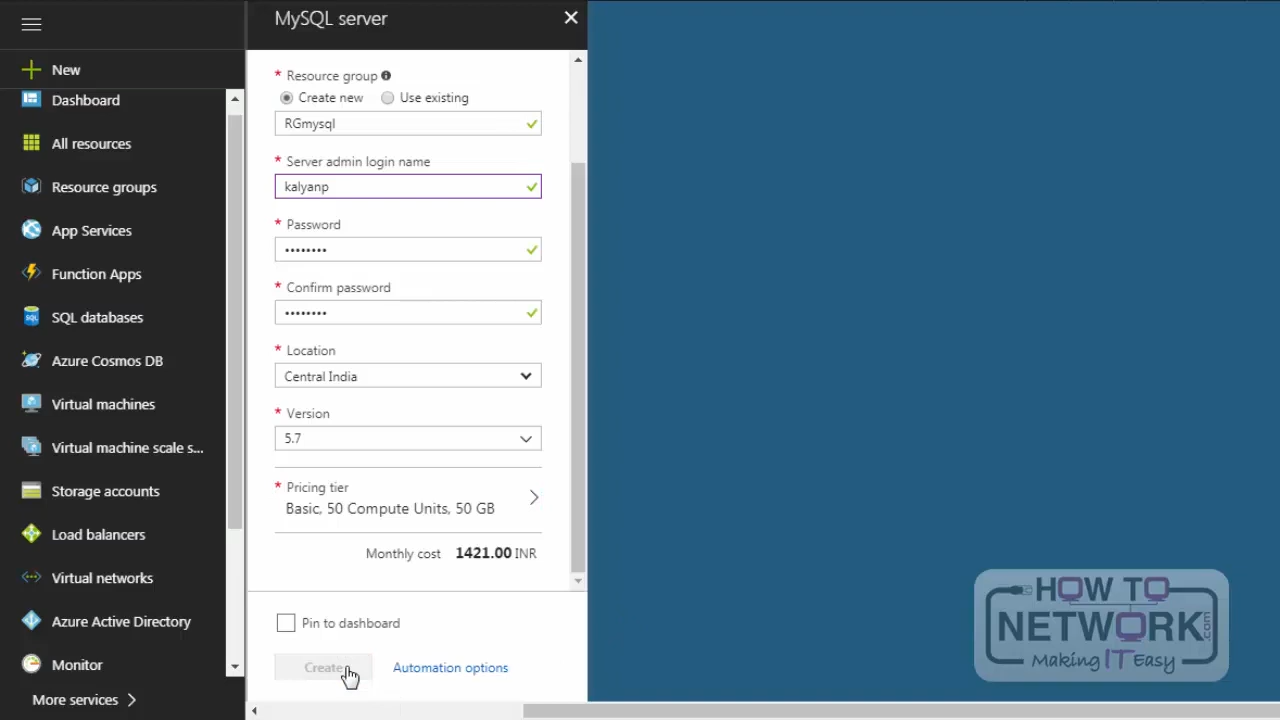 New
Dashboard
All resources
Resource groups
App Services
Function Apps
SQL databases
Azure Cosmos DB
Virtual machines
Virtual machine scale s...
Storage accounts
Load balancers
Virtual networks
Azure Active Directory
Monitor
More services
MySQL server
* Resource group
Create new
Use existing
RGmysql
* Server admin login name
kalyanp
* Password
••••••••
* Confirm password
••••••••
* Location
Central India
* Version
5.7
* Pricing tier
Basic, 50 Compute Units, 50 GB
Monthly cost 1421.00 INR
Pin to dashboard
Create
Automation options
HOW TO
NETWORK.com
Making IT Easy